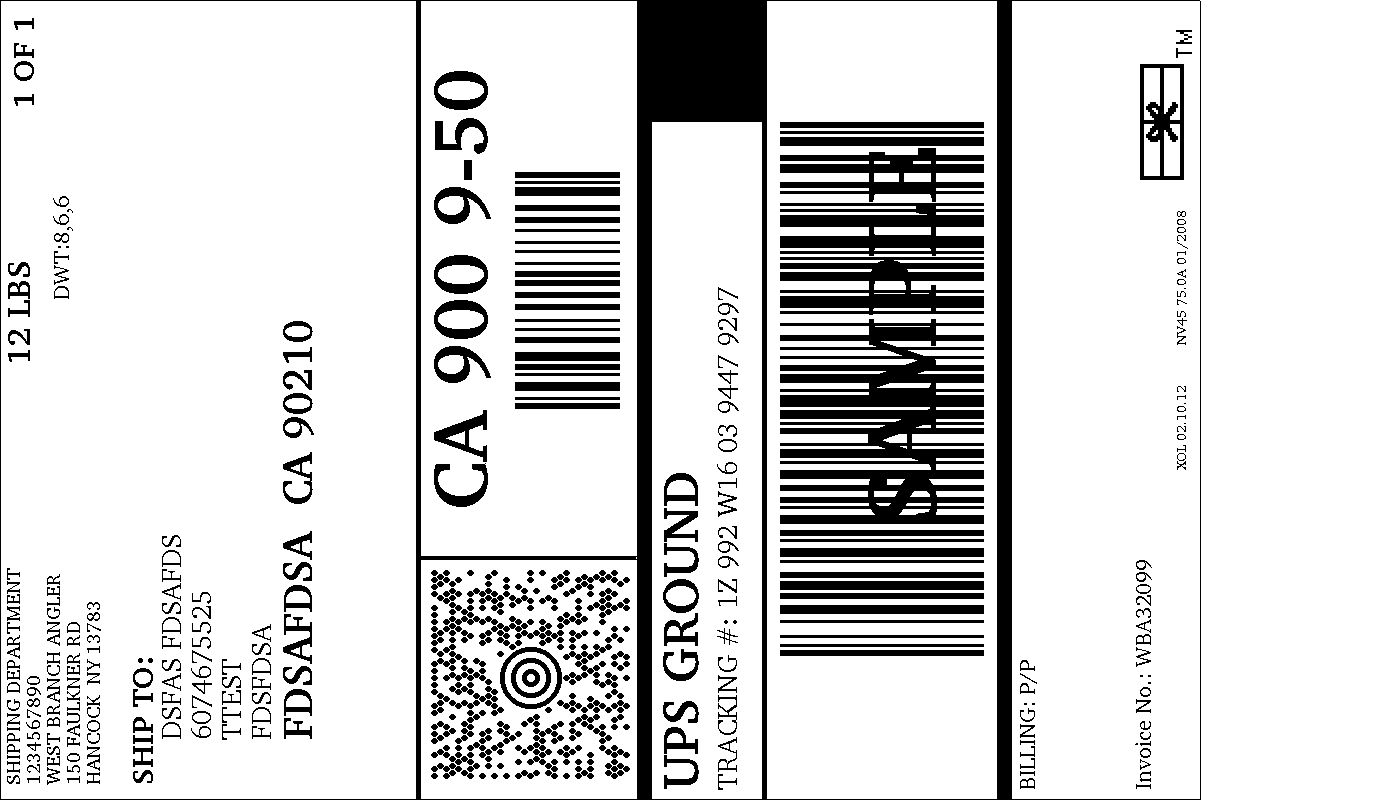 SHIPPING DEPARTMENT
1234567890
WEST BRANCH ANGLER
150 FAULKNER RD
HANCOCK NY 13783
12 LBS
1 OF 1
DWT:8,6,6
SHIP TO:
DSFAS FDSAFDS
6074675525
TTEST
FDSFDSA
FDSAFDSA CA 90210
CA 900 9-50
UPS GROUND
TRACKING #: 1Z 992 W16 03 9447 9297
SAMPLE
BILLING: P/P
Invoice No.: WBA32099
XOL 02.10.12 NV45 75.0A 01/2008
TM